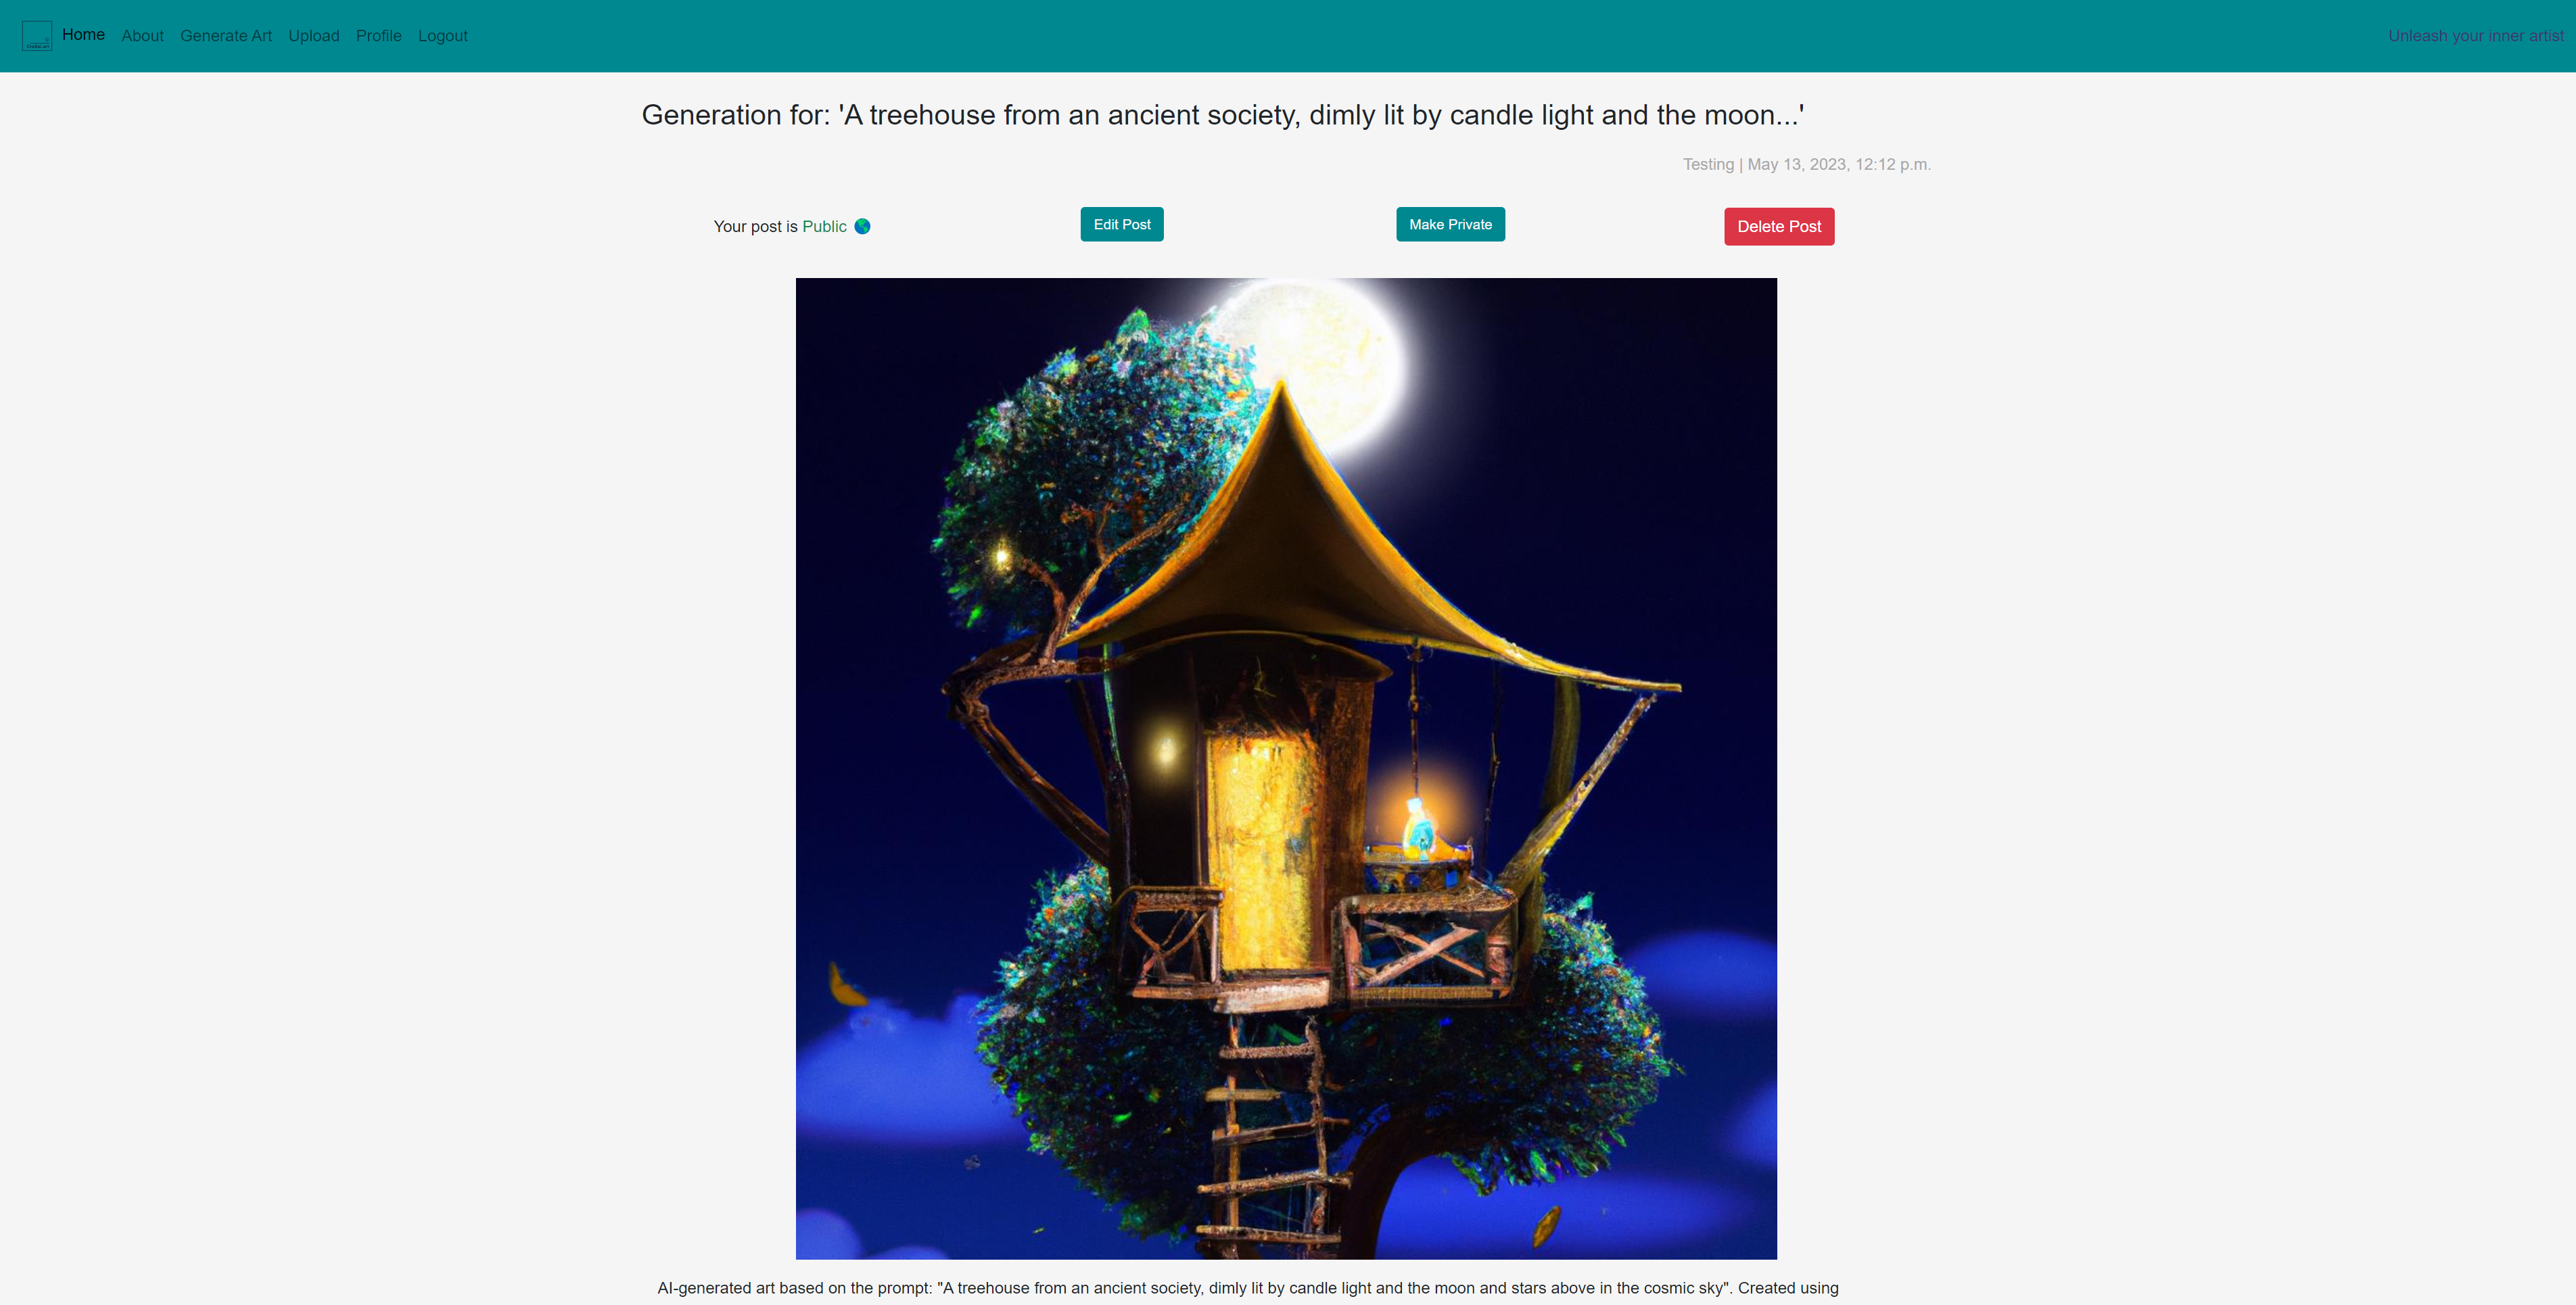 Home About Generate Art Upload Profile Logout Unleash your inner artist
Generation for: 'A treehouse from an ancient society, dimly lit by candle light and the moon...'
Testing | May 13, 2023, 12:12 p.m.
Your post is Public Edit Post Make Private Delete Post
AI-generated art based on the prompt: "A treehouse from an ancient society, dimly lit by candle light and the moon and stars above in the cosmic sky". Created using